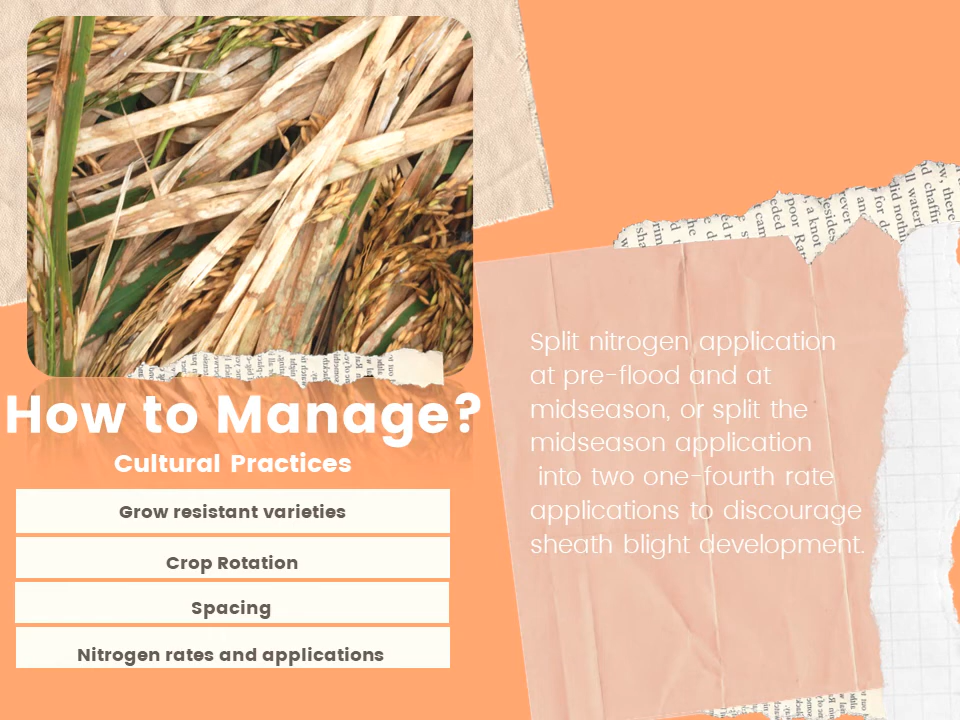 How to Manage?
Cultural Practices
Grow resistant varieties
Crop Rotation
Spacing
Nitrogen rates and applications
Split nitrogen application
at pre-flood and at
midseason, or split the
midseason application
into two one-fourth rate
applications to discourage
sheath blight development.